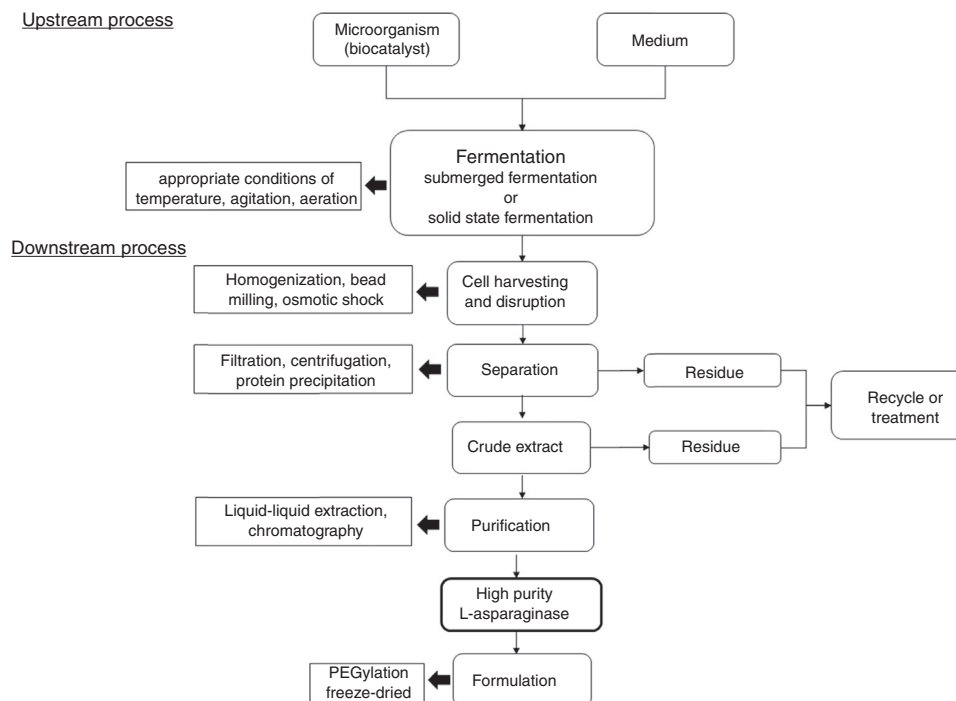 Upstream process
Microorganism
(biocatalyst)
Medium
Fermentation
submerged fermentation
or
solid state fermentation
appropriate conditions of
temperature, agitation, aeration
Downstream process
Homogenization, bead
milling, osmotic shock
Cell harvesting
and disruption
Filtration, centrifugation,
protein precipitation
Separation
Residue
Recycle or
treatment
Crude extract
Residue
Liquid-liquid extraction,
chromatography
Purification
High purity
L-asparaginase
PEGylation
freeze-dried
Formulation